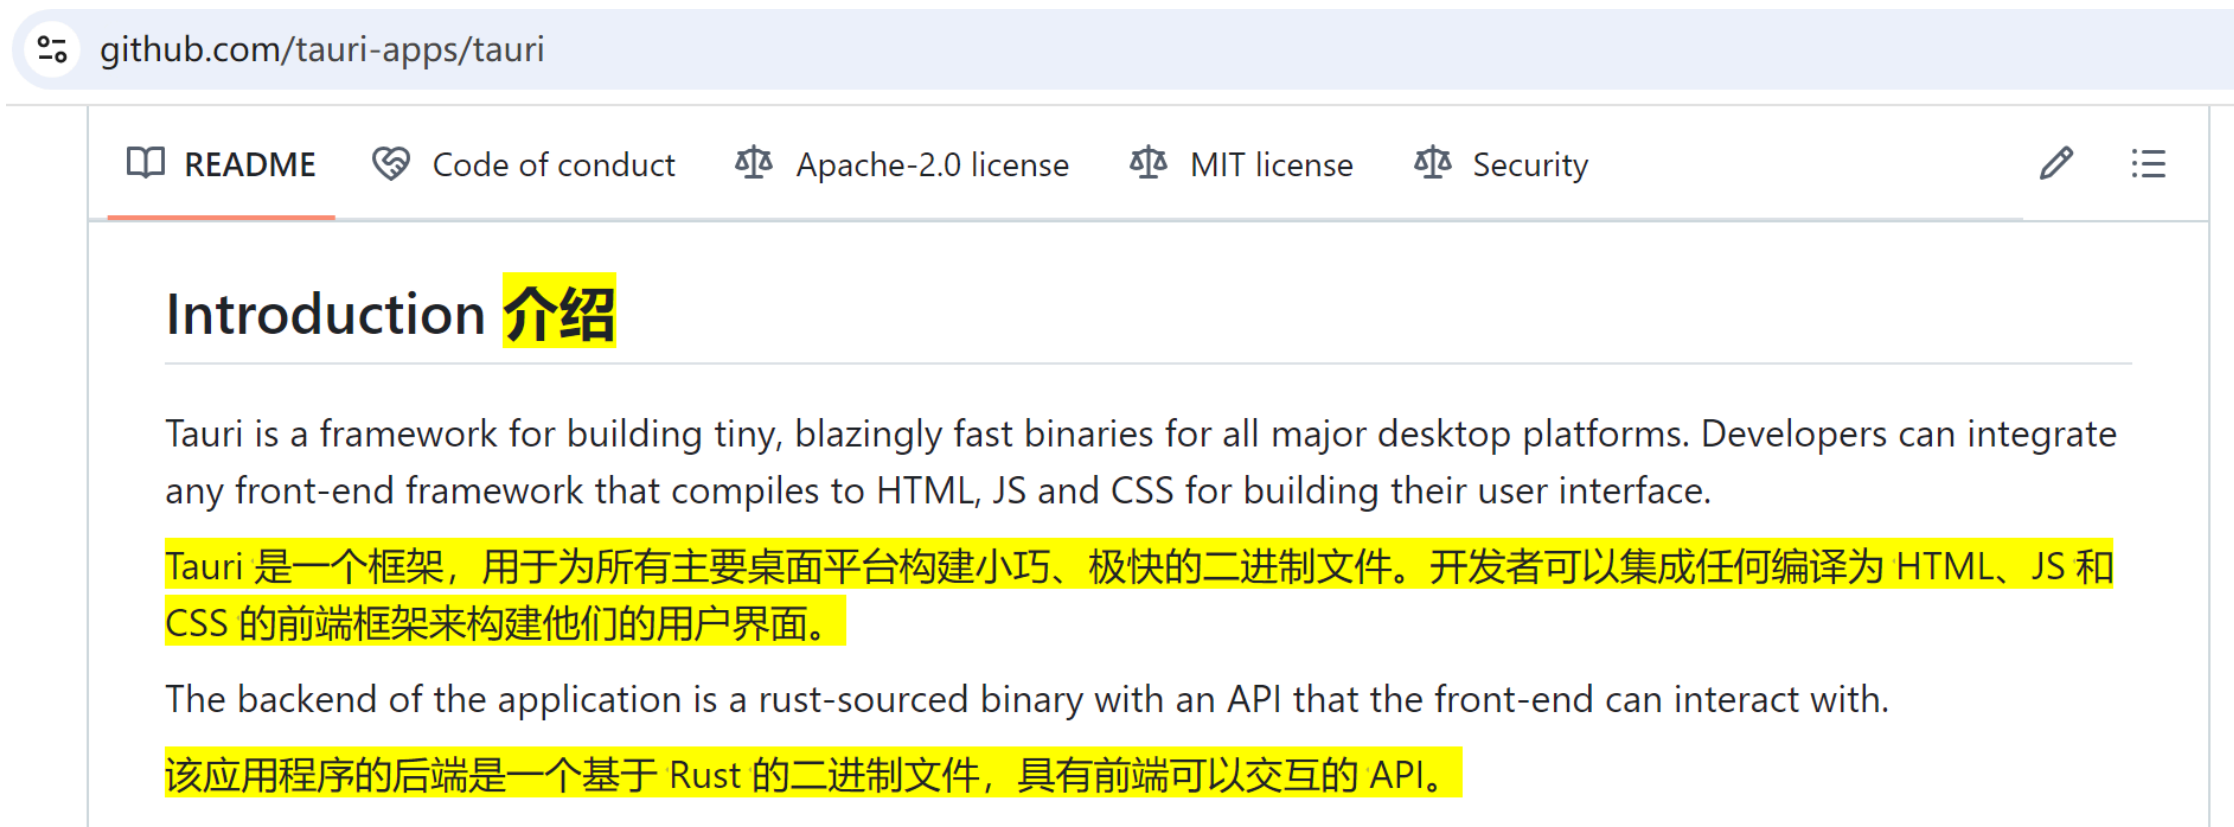 github.com/tauri-apps/tauri
README Code of conduct Apache-2.0 license MIT license Security
Introduction 介绍
Tauri is a framework for building tiny, blazingly fast binaries for all major desktop platforms. Developers can integrate
any front-end framework that compiles to HTML, JS and CSS for building their user interface.
Tauri 是一个框架，用于为所有主要桌面平台构建小巧、极快的二进制文件。开发者可以集成任何编译为 HTML、JS 和
CSS 的前端框架来构建他们的用户界面。
The backend of the application is a rust-sourced binary with an API that the front-end can interact with.
该应用程序的后端是一个基于 Rust 的二进制文件，具有前端可以交互的 API。